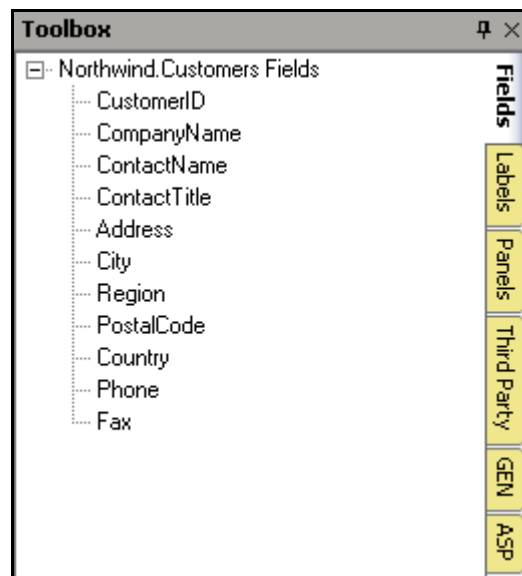 Toolbox
Northwind.Customers Fields
CustomerID
CompanyName
ContactName
ContactTitle
Address
City
Region
PostalCode
Country
Phone
Fax
Fields
Labels
Panels
Third Party
GEN
ASP